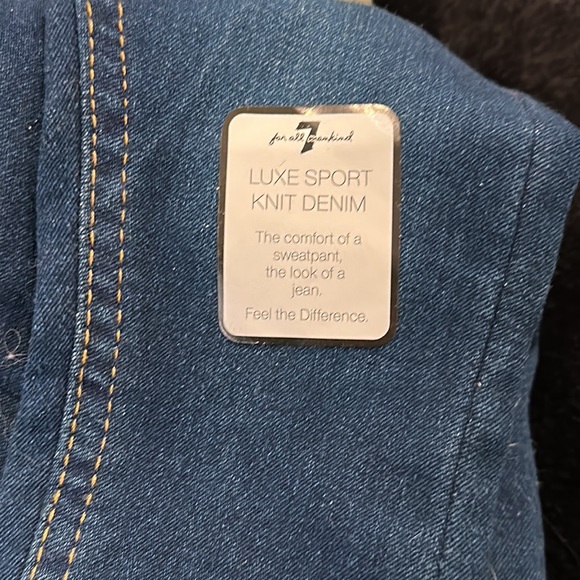 7
for all mankind
LUXE SPORT
KNIT DENIM
The comfort of a
sweatpant,
the look of a
jean.
Feel the Difference.